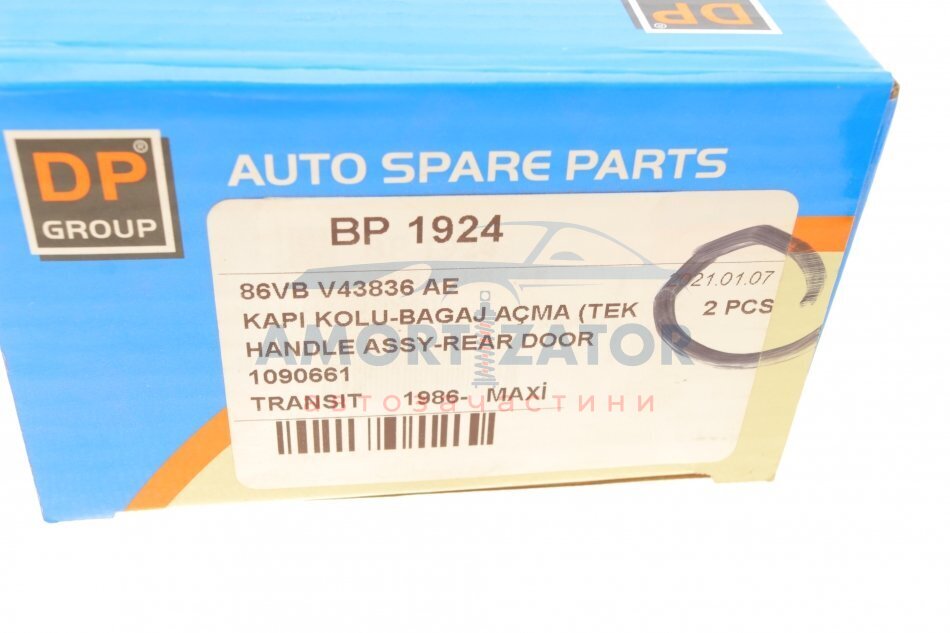 DP
DP®
GROUP
AUTO SPARE PARTS
BP 1924
86VB V43836 AE
2021.01.07
KAPI KOLU-BAGAJ AÇMA (TEK
2 PCS
HANDLE ASSY-REAR DOOR
AMORTIZATOR
1090661
TRANSIT 1986- MAXİ
автозапчастини